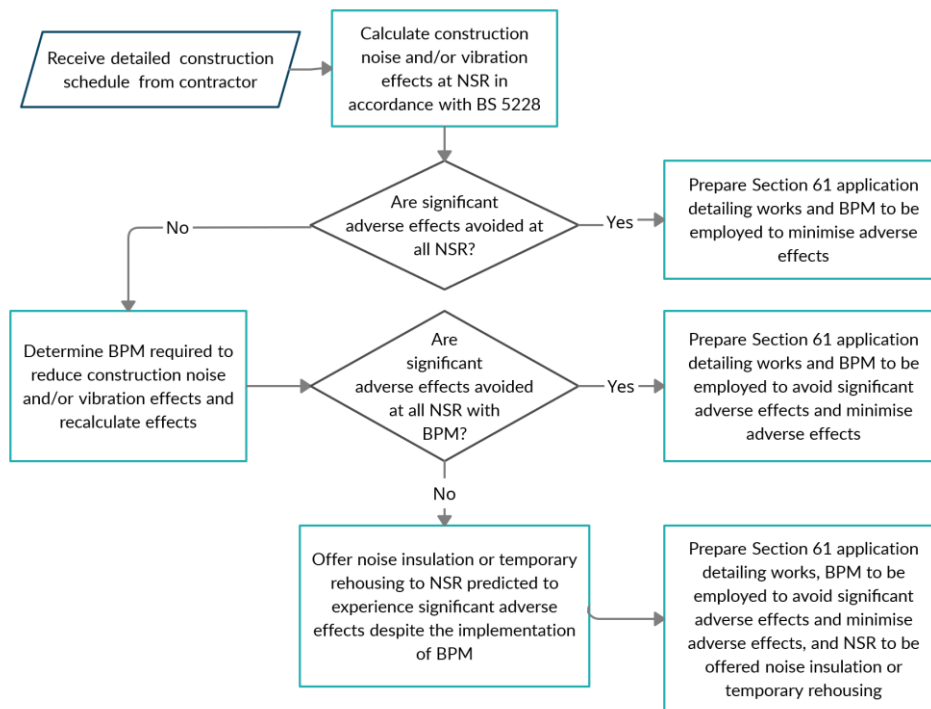 Receive detailed construction
schedule from contractor
Calculate construction
noise and/or vibration
effects at NSR in
accordance with BS 5228
Are significant
adverse effects avoided at
all NSR?
Yes
Prepare Section 61 application
detailing works and BPM to be
employed to minimise adverse
effects
No
Determine BPM required to
reduce construction noise
and/or vibration effects and
recalculate effects
Are
significant
adverse effects avoided
at all NSR with
BPM?
Yes
Prepare Section 61 application
detailing works and BPM to be
employed to avoid significant
adverse effects and minimise
adverse effects
No
Offer noise insulation or temporary
rehousing to NSR predicted to
experience significant adverse
effects despite the implementation
of BPM
Prepare Section 61 application
detailing works, BPM to be
employed to avoid significant
adverse effects and minimise
adverse effects, and NSR to be
offered noise insulation or
temporary rehousing